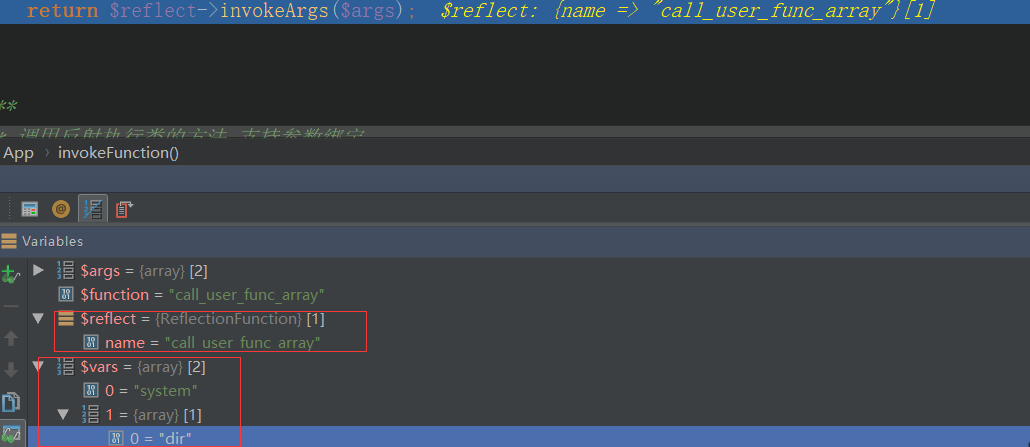 return $reflect->invokeArgs($args);  $reflect: {name => "call_user_func_array"}[1]
**
* 调用反射执行类的方法 支持参数绑定
App › invokeFunction()
Variables
$args = {array} [2]
$function = "call_user_func_array"
$reflect = {ReflectionFunction} [1]
name = "call_user_func_array"
$vars = {array} [2]
0 = "system"
1 = {array} [1]
0 = "dir"